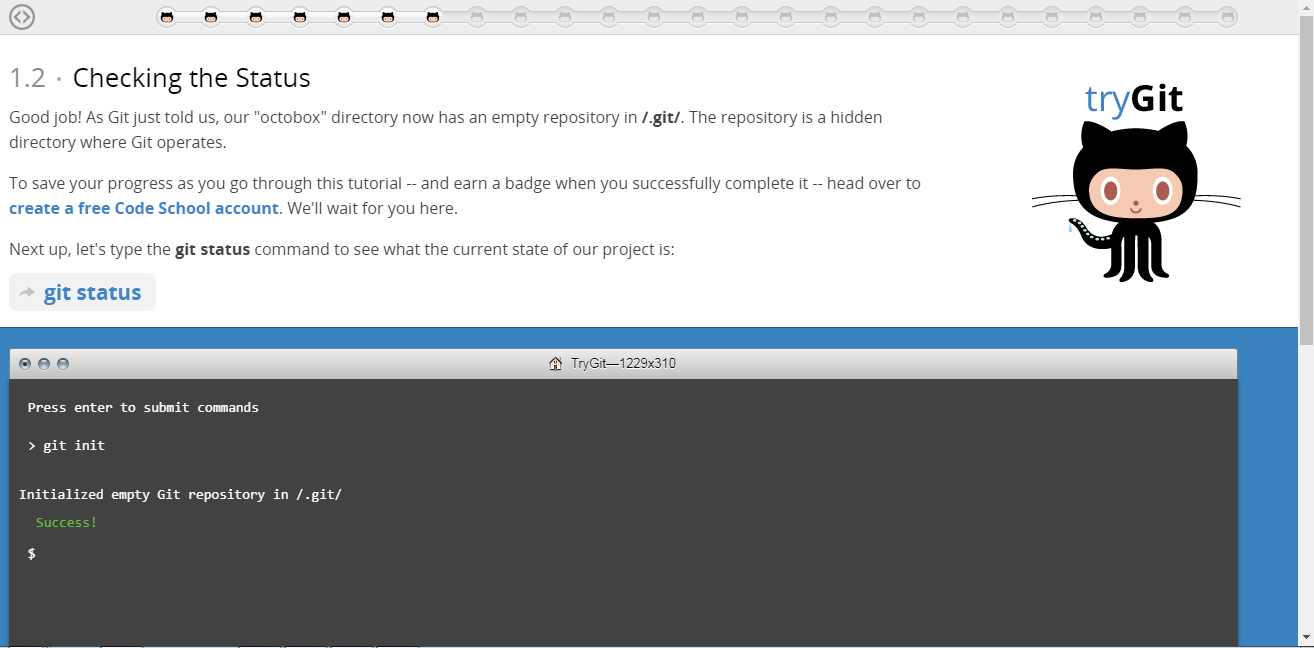 1.2 · Checking the Status
tryGit
Good job! As Git just told us, our "octobox" directory now has an empty repository in /.git/. The repository is a hidden
directory where Git operates.
To save your progress as you go through this tutorial -- and earn a badge when you successfully complete it -- head over to
create a free Code School account. We'll wait for you here.
Next up, let's type the git status command to see what the current state of our project is:
git status
TryGit—1229x310
Press enter to submit commands
> git init
Initialized empty Git repository in /.git/
Success!
$